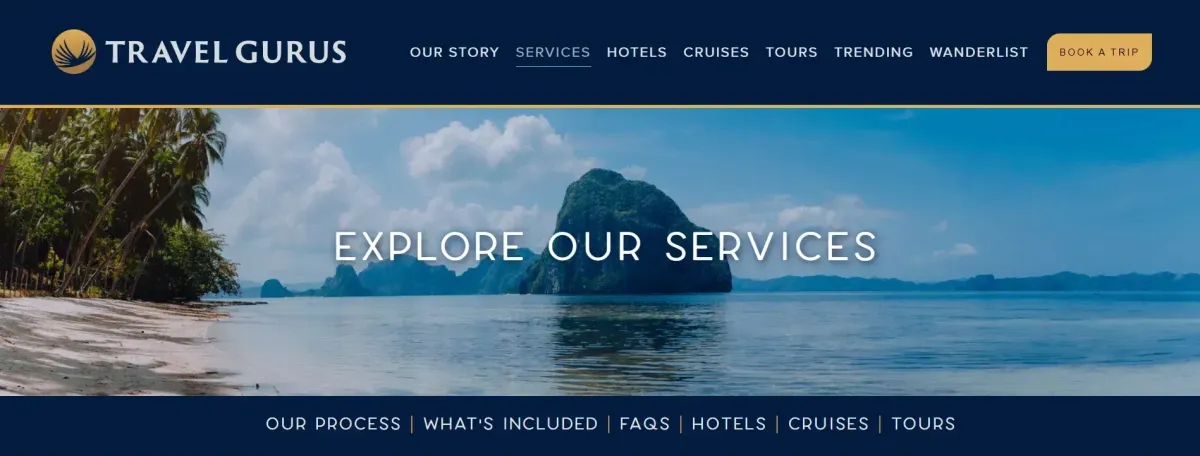 TRAVEL GURUS
OUR STORY SERVICES HOTELS CRUISES TOURS TRENDING WANDERLIST BOOK A TRIP
EXPLORE OUR SERVICES
OUR PROCESS | WHAT'S INCLUDED | FAQS | HOTELS | CRUISES | TOURS